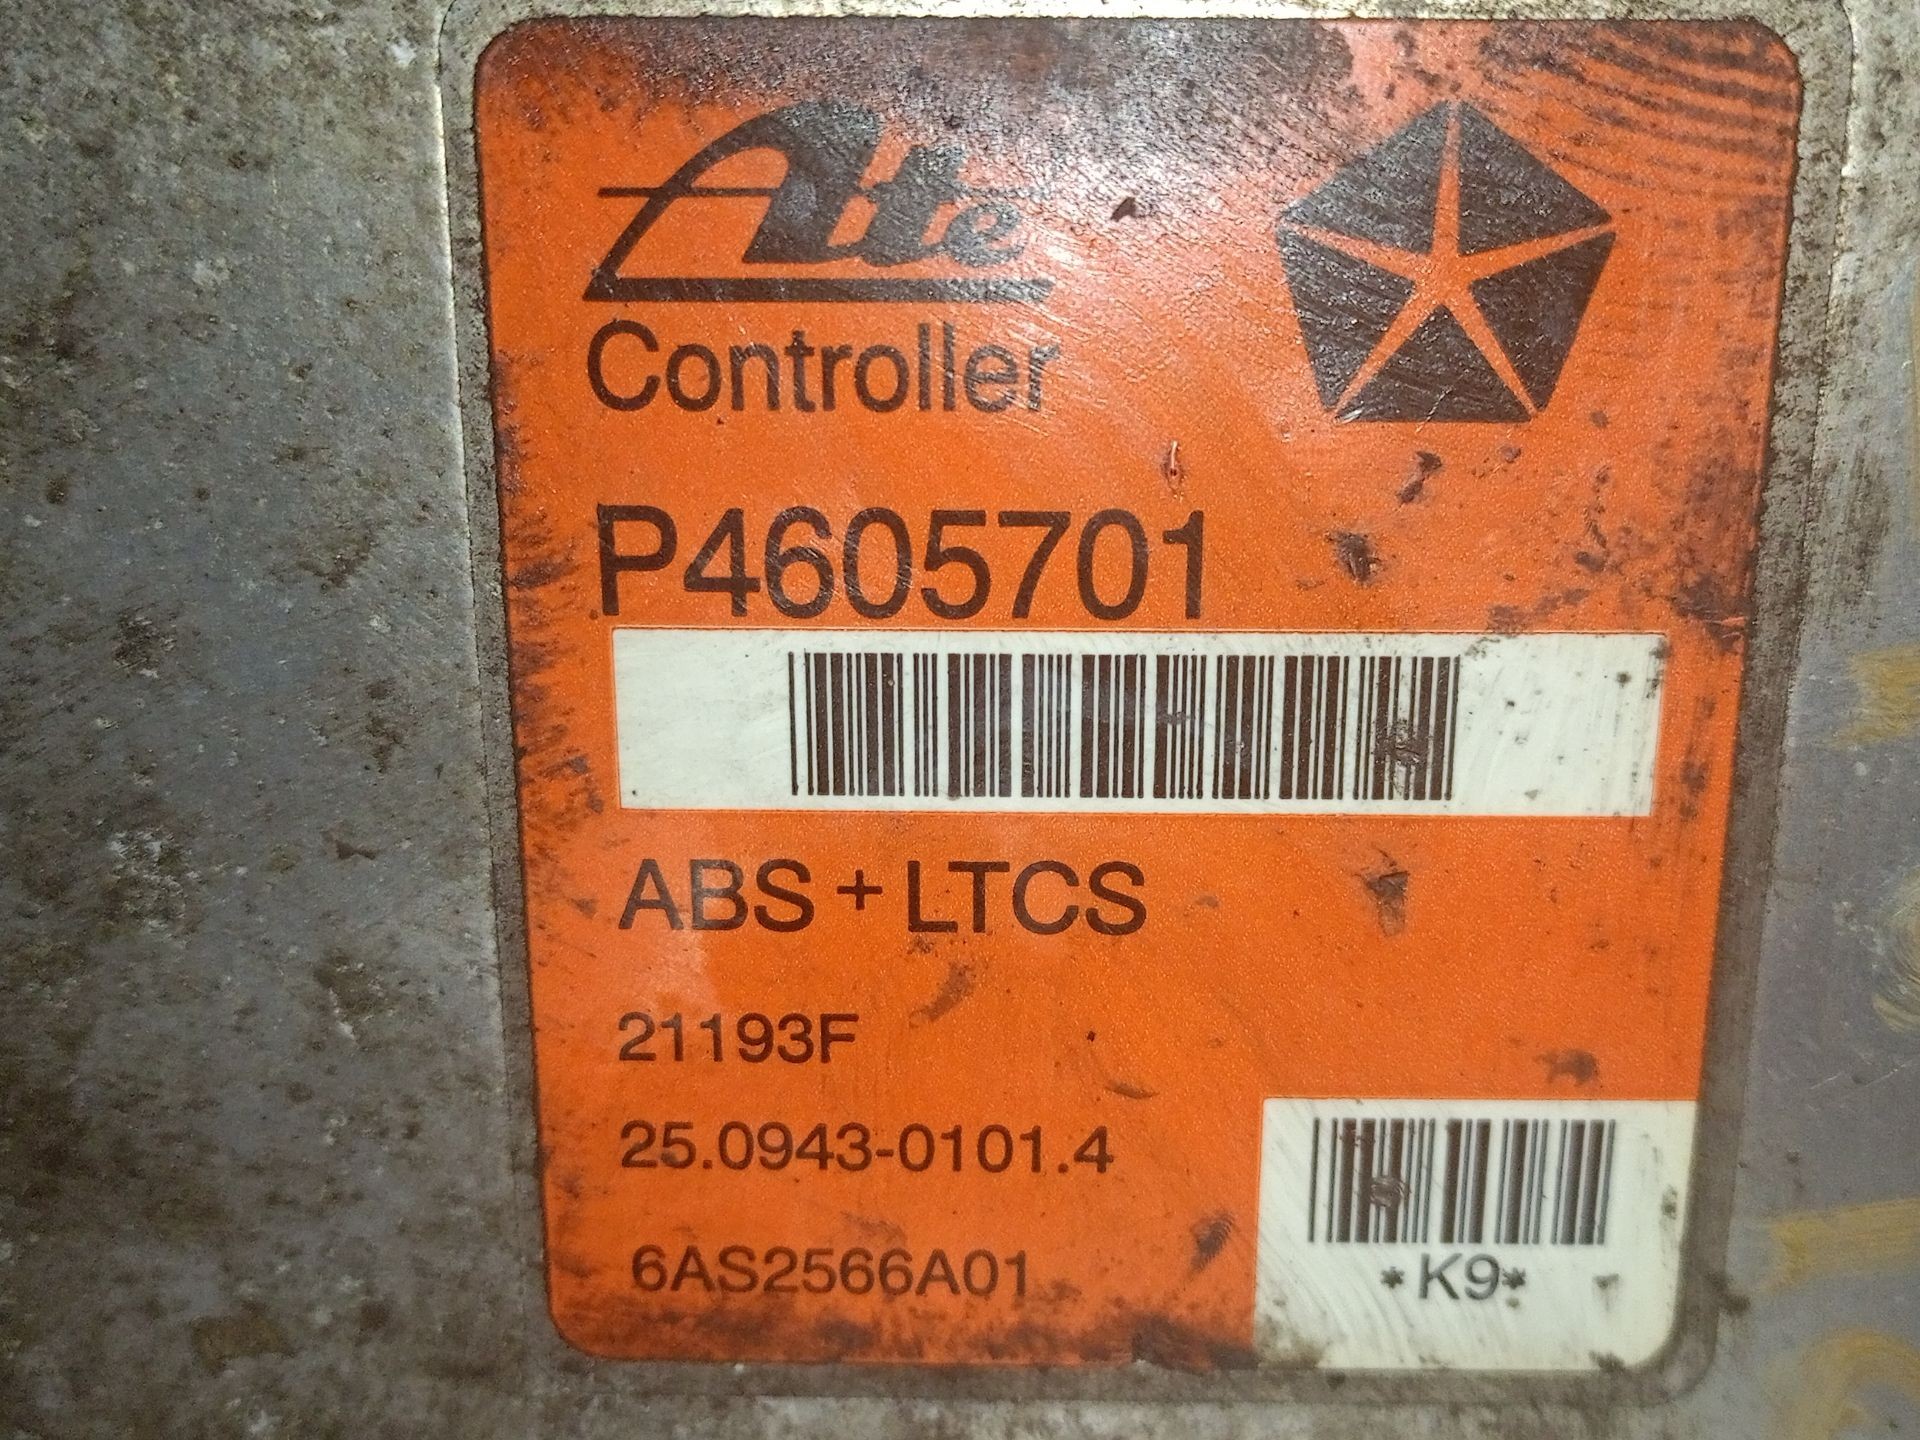 Ate
Controller
P4605701
ABS + LTCS
21193F
25.0943-0101.4
6AS2566A01
*K9*